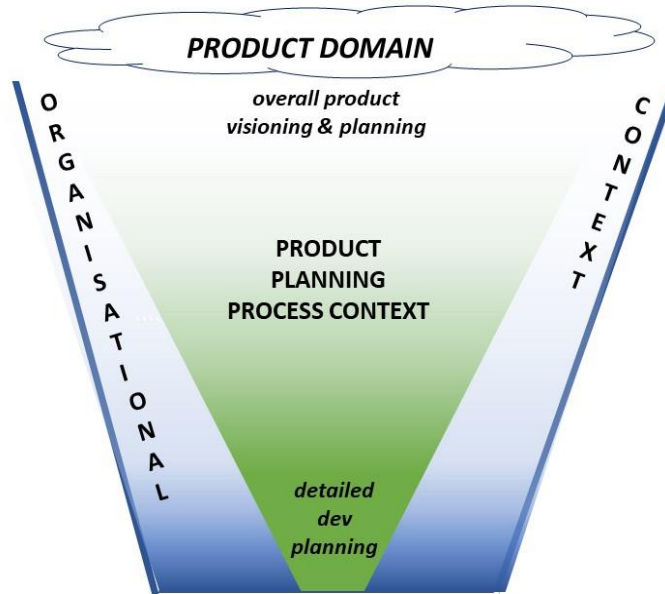 PRODUCT DOMAIN
overall product
visioning & planning
ORGANISATIONAL
CONTEXT
PRODUCT
PLANNING
PROCESS CONTEXT
detailed
dev
planning